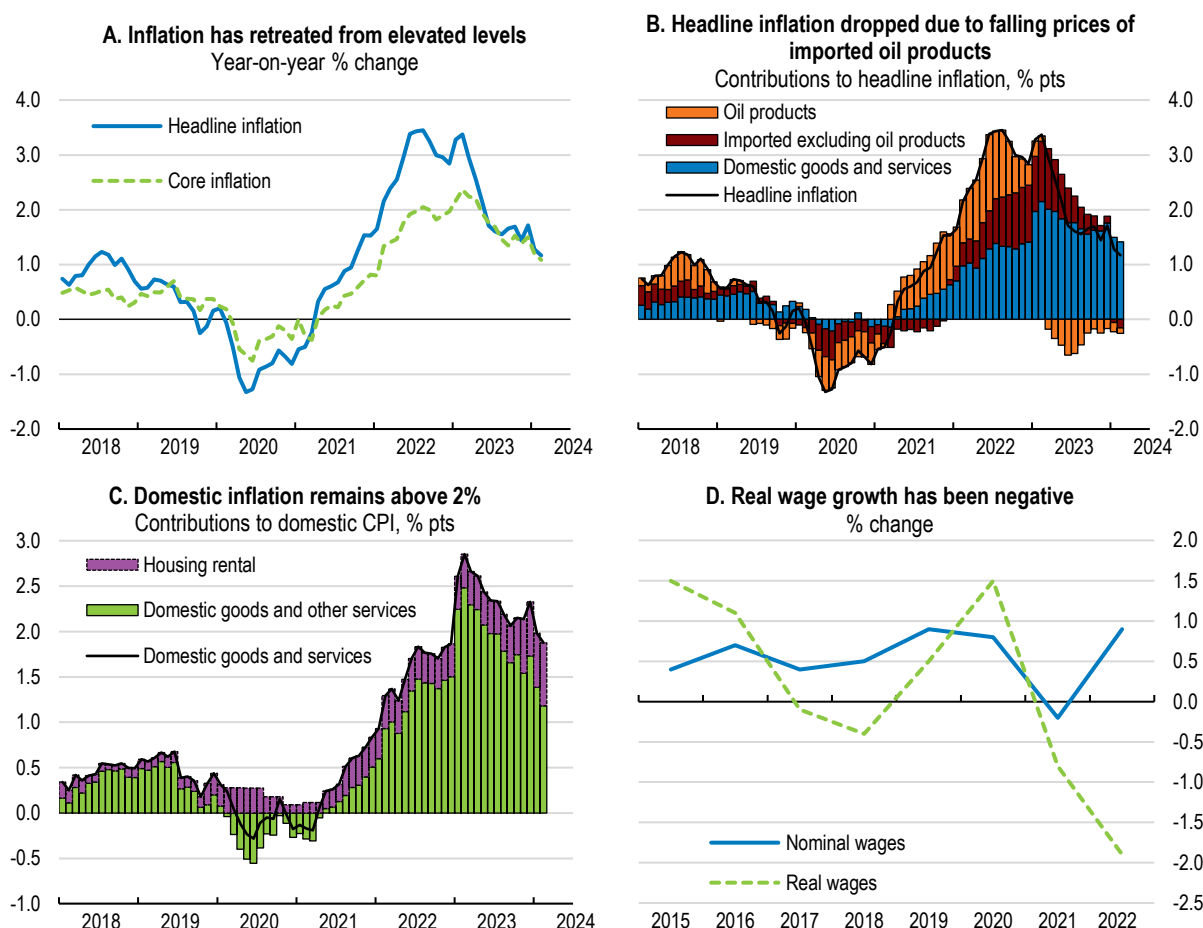 A. Inflation has retreated from elevated levels
Year-on-year % change
4.0
3.0
2.0
1.0
0.0
-1.0
-2.0
Headline inflation
Core inflation
2018 2019 2020 2021 2022 2023 2024
B. Headline inflation dropped due to falling prices of
imported oil products
Contributions to headline inflation, % pts
Oil products
Imported excluding oil products
Domestic goods and services
Headline inflation
4.0
3.0
2.0
1.0
0.0
-1.0
-2.0
2018 2019 2020 2021 2022 2023 2024
C. Domestic inflation remains above 2%
Contributions to domestic CPI, % pts
3.0
2.5
2.0
1.5
1.0
0.5
0.0
-0.5
-1.0
Housing rental
Domestic goods and other services
Domestic goods and services
2018 2019 2020 2021 2022 2023 2024
D. Real wage growth has been negative
% change
2.0
1.5
1.0
0.5
0.0
-0.5
-1.0
-1.5
-2.0
-2.5
Nominal wages
Real wages
2015 2016 2017 2018 2019 2020 2021 2022